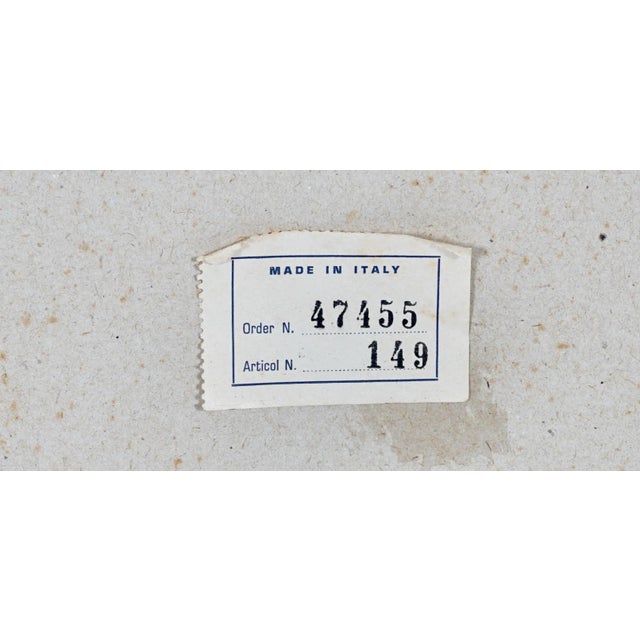 MADE IN ITALY
Order N. 47455
Articol N. 149